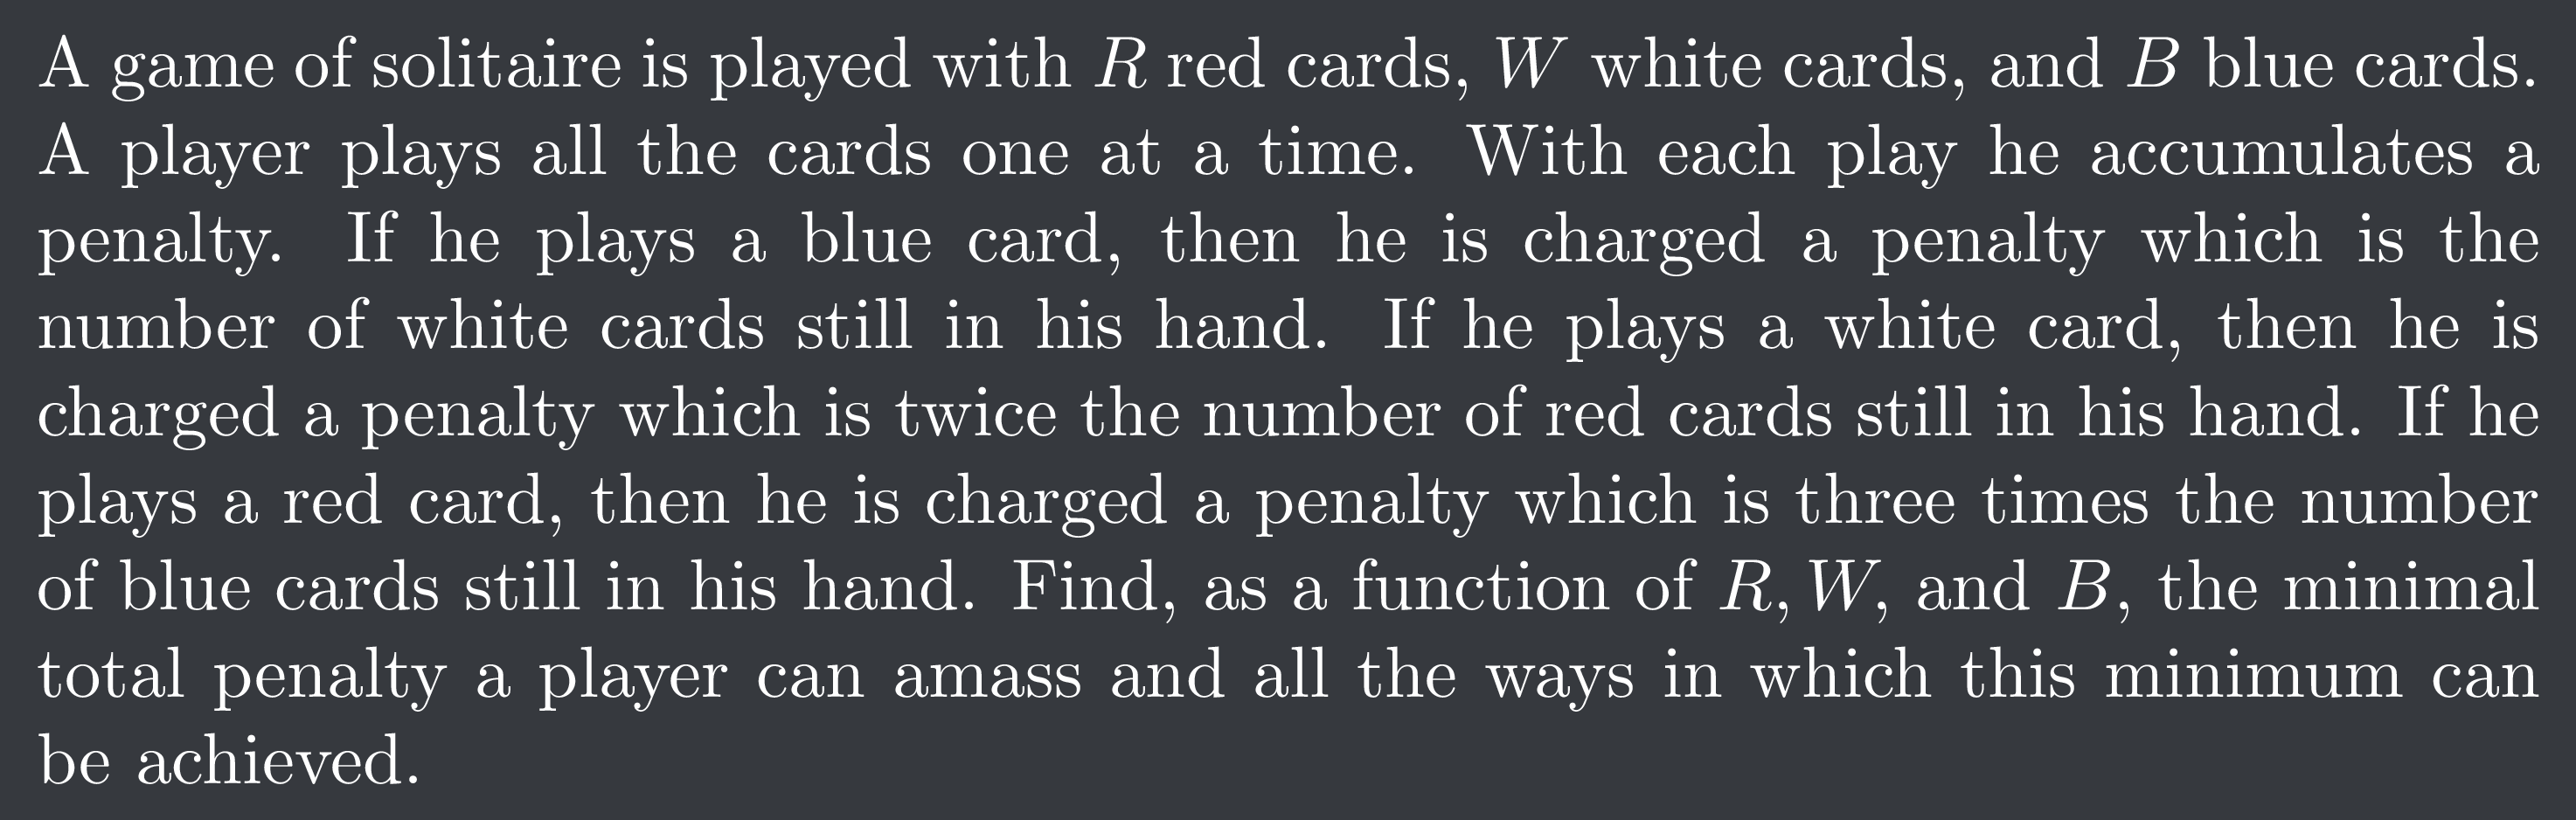 A game of solitaire is played with R red cards, W white cards, and B blue cards.
A player plays all the cards one at a time. With each play he accumulates a
penalty. If he plays a blue card, then he is charged a penalty which is the
number of white cards still in his hand. If he plays a white card, then he is
charged a penalty which is twice the number of red cards still in his hand. If he
plays a red card, then he is charged a penalty which is three times the number
of blue cards still in his hand. Find, as a function of R, W, and B, the minimal
total penalty a player can amass and all the ways in which this minimum can
be achieved.